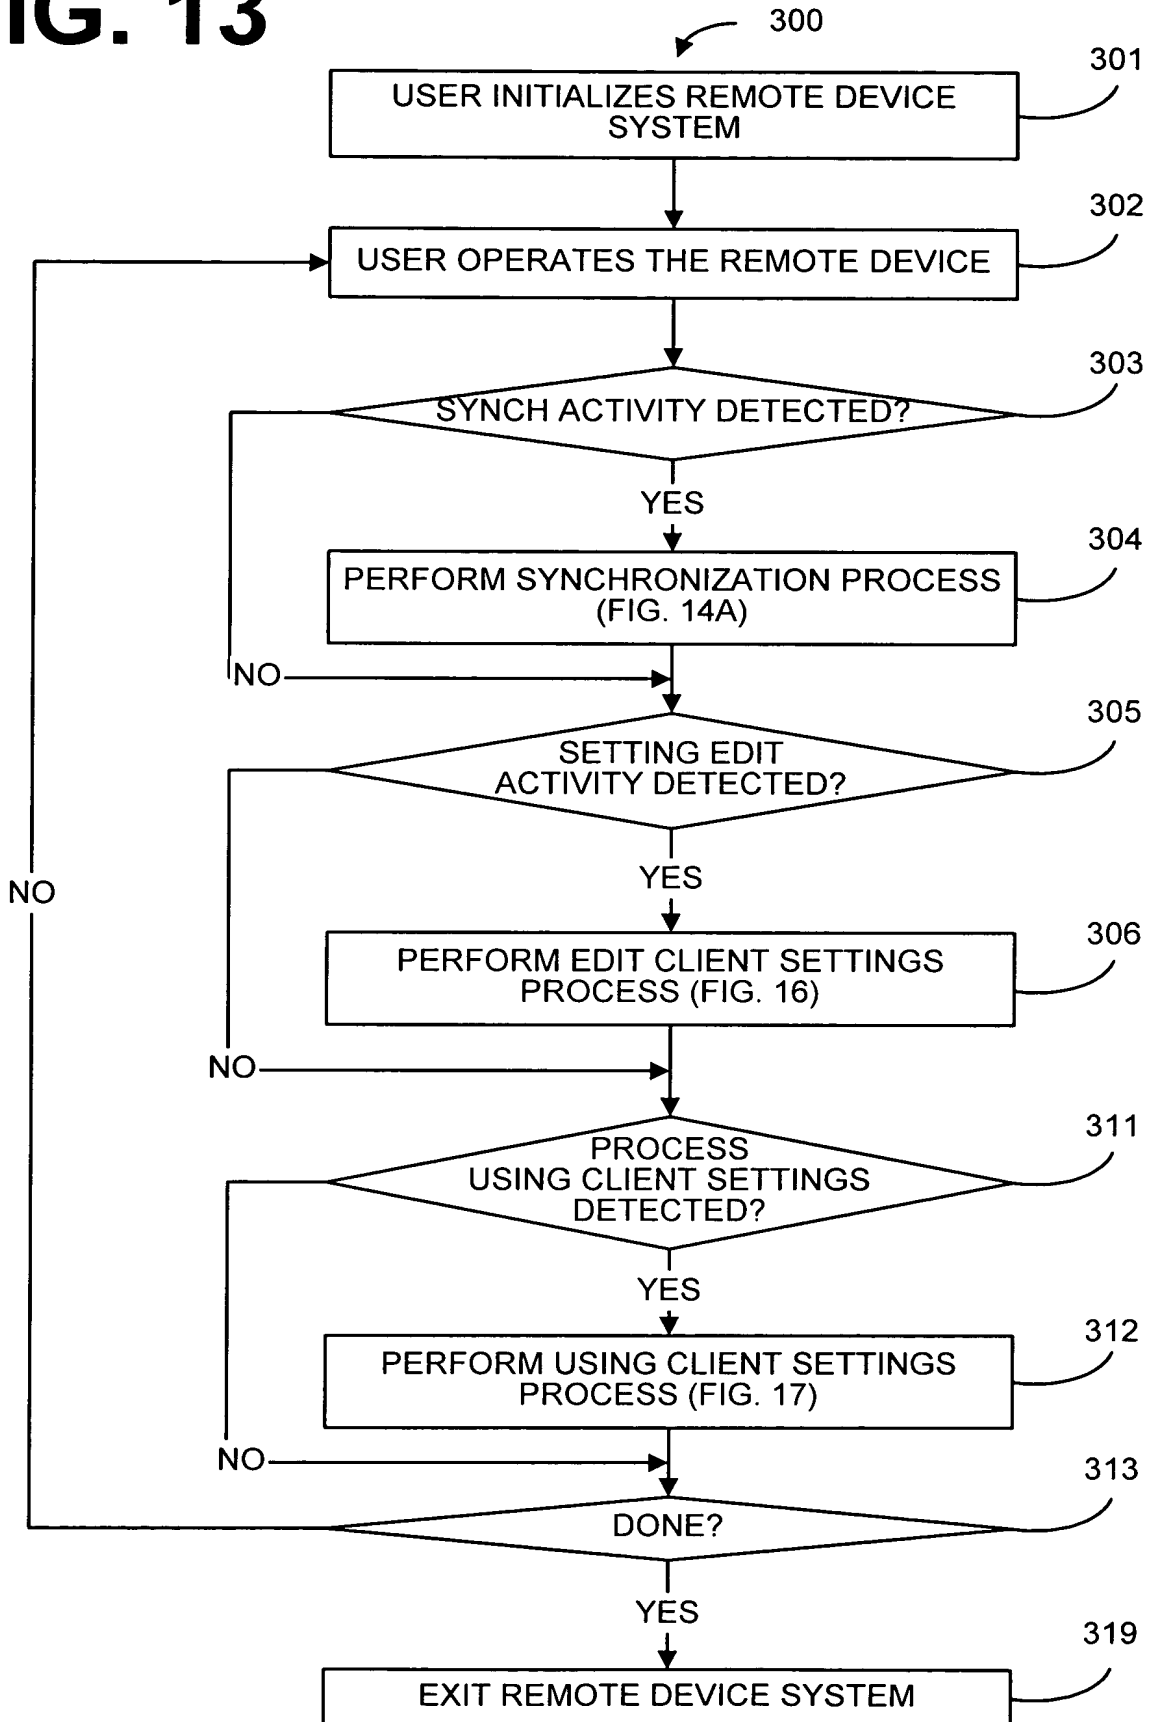 IG. 13
300
301
USER INITIALIZES REMOTE DEVICE
SYSTEM
302
USER OPERATES THE REMOTE DEVICE
303
SYNCH ACTIVITY DETECTED?
YES
304
PERFORM SYNCHRONIZATION PROCESS
(FIG. 14A)
NO
305
SETTING EDIT
ACTIVITY DETECTED?
YES
NO
306
PERFORM EDIT CLIENT SETTINGS
PROCESS (FIG. 16)
NO
311
PROCESS
USING CLIENT SETTINGS
DETECTED?
YES
312
PERFORM USING CLIENT SETTINGS
PROCESS (FIG. 17)
NO
313
DONE?
YES
319
EXIT REMOTE DEVICE SYSTEM